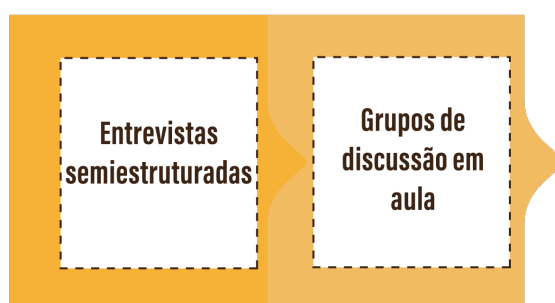 Entrevistas
semiestruturadas
Grupos de
discussão em
aula